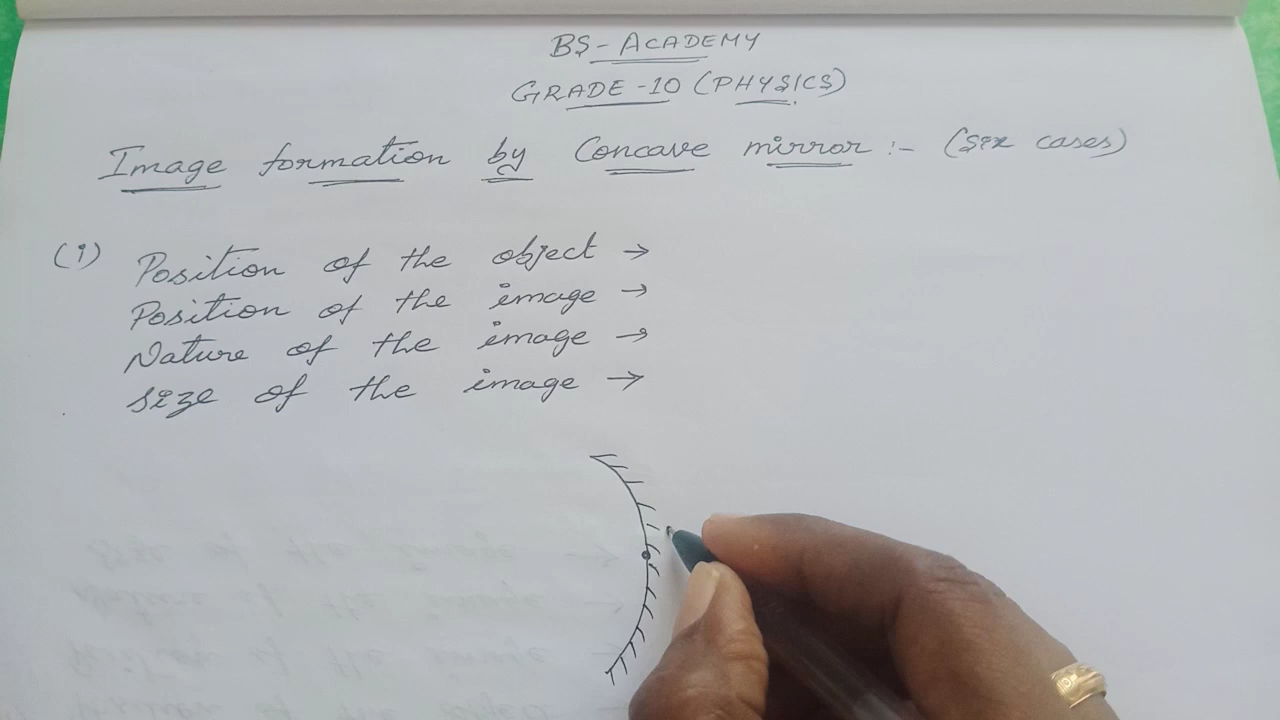 BS-ACADEMY
GRADE-10 (PHYSICS)
Image formation by Concave mirror :- (Six cases)
(i) Position of the object →
Position of the image →
Nature of the image →
size of the image →